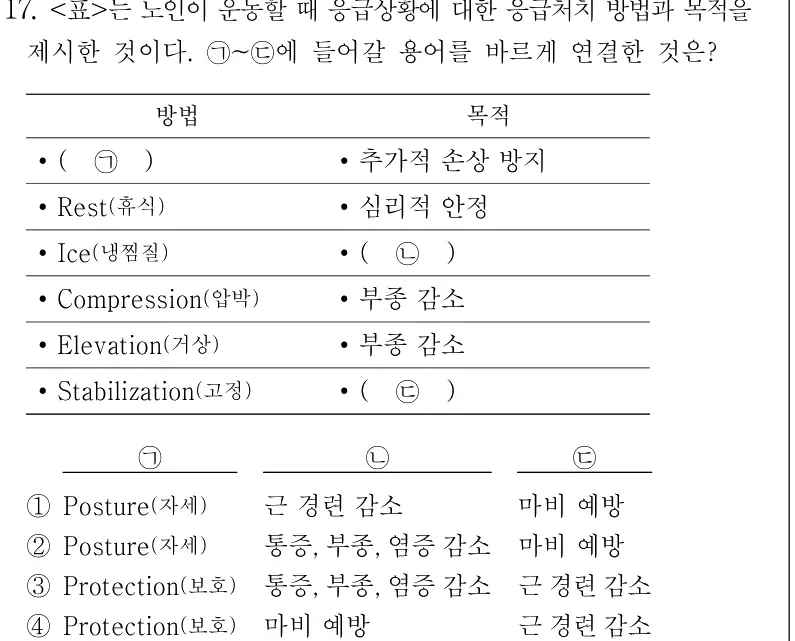 17. <표>는 노인이 운동할 때 응급상황에 대한 응급처치 방법과 목적을
제시한 것이다. ㉠~㉢에 들어갈 용어를 바르게 연결한 것은?
방법 목적
• ( ㉠ ) • 추가적 손상 방지
• Rest(휴식) • 심리적 안정
• Ice(냉찜질) • ( ㉡ )
• Compression(압박) • 부종 감소
• Elevation(거상) • 부종 감소
• Stabilization(고정) • ( ㉢ )
㉠ ㉡ ㉢
① Posture(자세) 근 경련 감소 마비 예방
② Posture(자세) 통증, 부종, 염증 감소 마비 예방
③ Protection(보호) 통증, 부종, 염증 감소 근 경련 감소
④ Protection(보호) 마비 예방 근 경련 감소